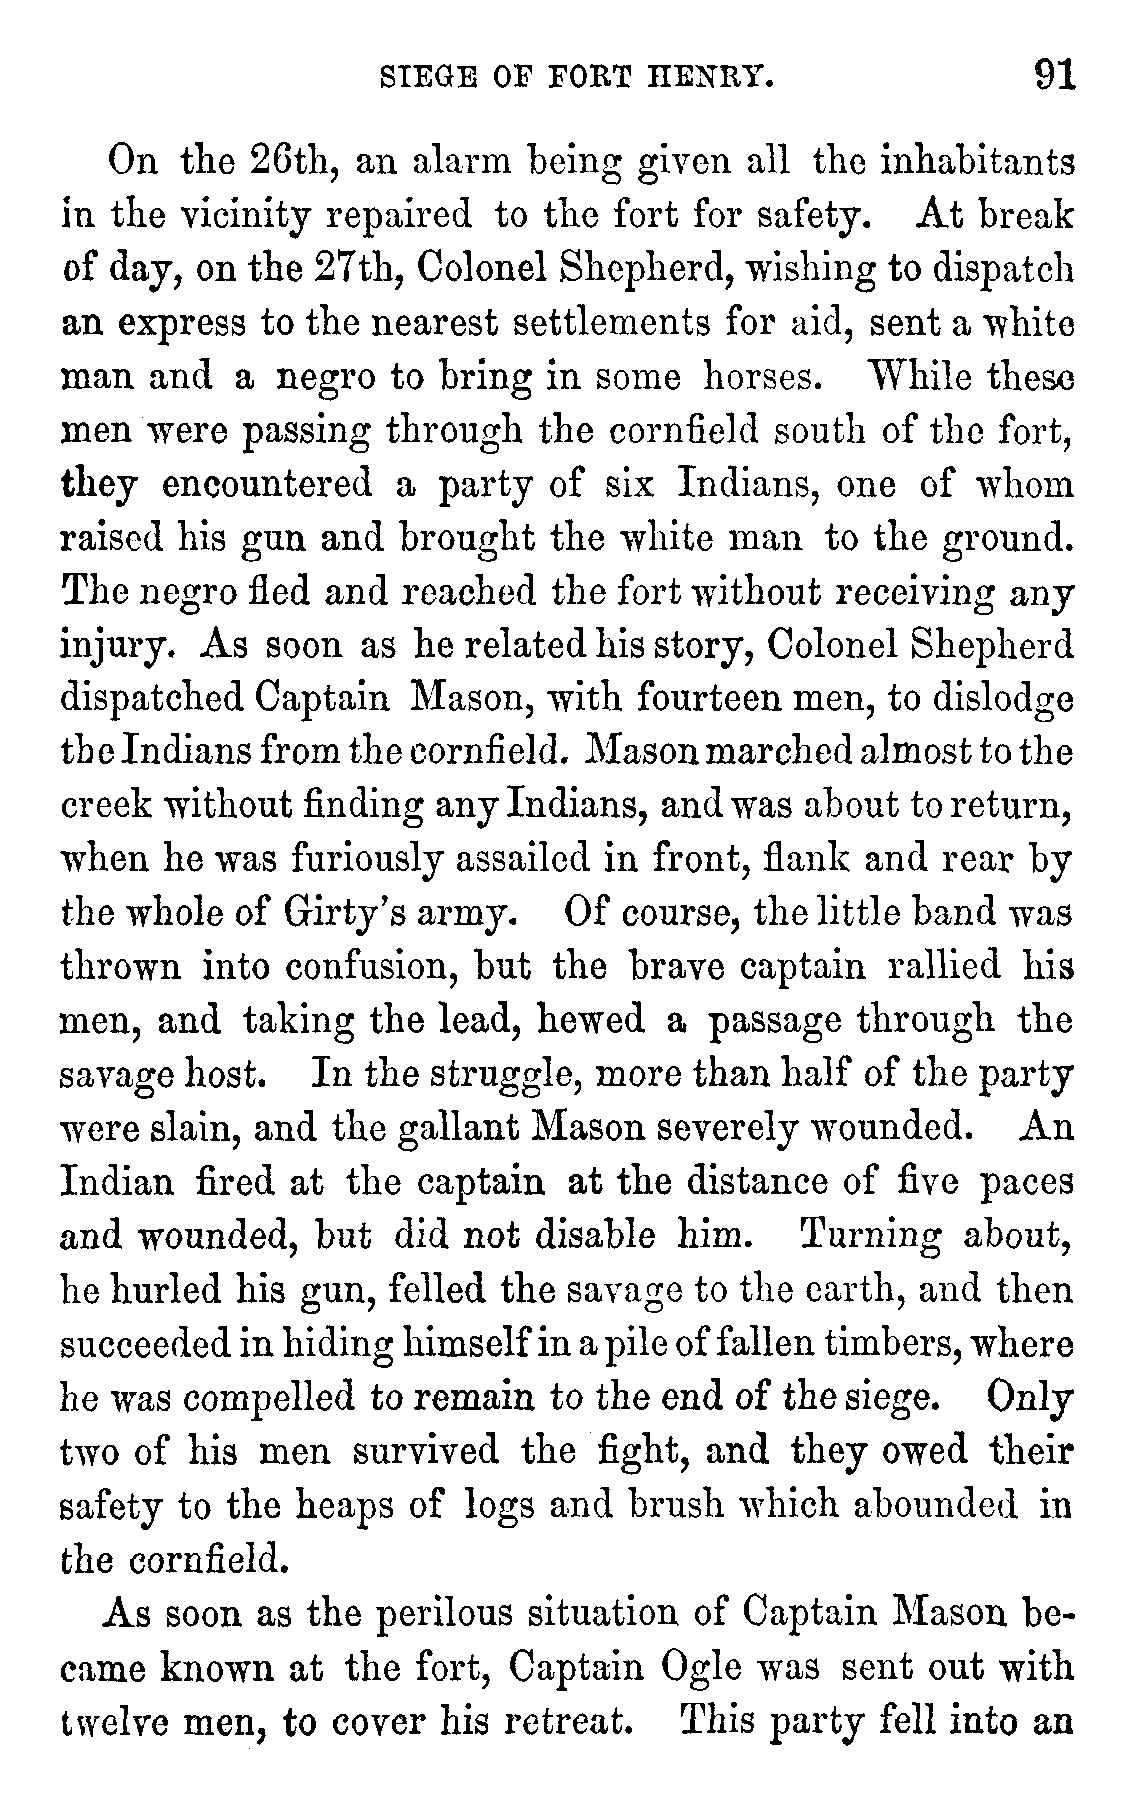 SIEGE OF FORT HENRY. 91
On the 26th, an alarm being given all the inhabitants
in the vicinity repaired to the fort for safety. At break
of day, on the 27th, Colonel Shepherd, wishing to dispatch
an express to the nearest settlements for aid, sent a white
man and a negro to bring in some horses. While these
men were passing through the cornfield south of the fort,
they encountered a party of six Indians, one of whom
raised his gun and brought the white man to the ground.
The negro fled and reached the fort without receiving any
injury. As soon as he related his story, Colonel Shepherd
dispatched Captain Mason, with fourteen men, to dislodge
the Indians from the cornfield. Mason marched almost to the
creek without finding any Indians, and was about to return,
when he was furiously assailed in front, flank and rear by
the whole of Girty's army. Of course, the little band was
thrown into confusion, but the brave captain rallied his
men, and taking the lead, hewed a passage through the
savage host. In the struggle, more than half of the party
were slain, and the gallant Mason severely wounded. An
Indian fired at the captain at the distance of five paces
and wounded, but did not disable him. Turning about,
he hurled his gun, felled the savage to the earth, and then
succeeded in hiding himself in a pile of fallen timbers, where
he was compelled to remain to the end of the siege. Only
two of his men survived the fight, and they owed their
safety to the heaps of logs and brush which abounded in
the cornfield.
As soon as the perilous situation of Captain Mason be-
came known at the fort, Captain Ogle was sent out with
twelve men, to cover his retreat. This party fell into an